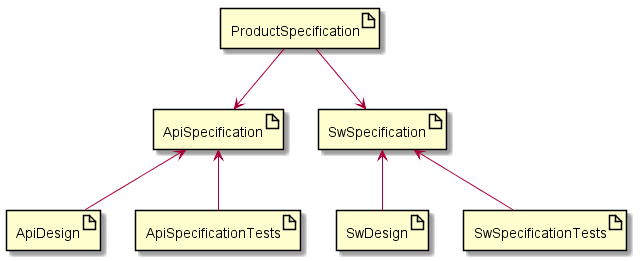 ProductSpecification
ApiSpecification
SwSpecification
ApiDesign
ApiSpecificationTests
SwDesign
SwSpecificationTests